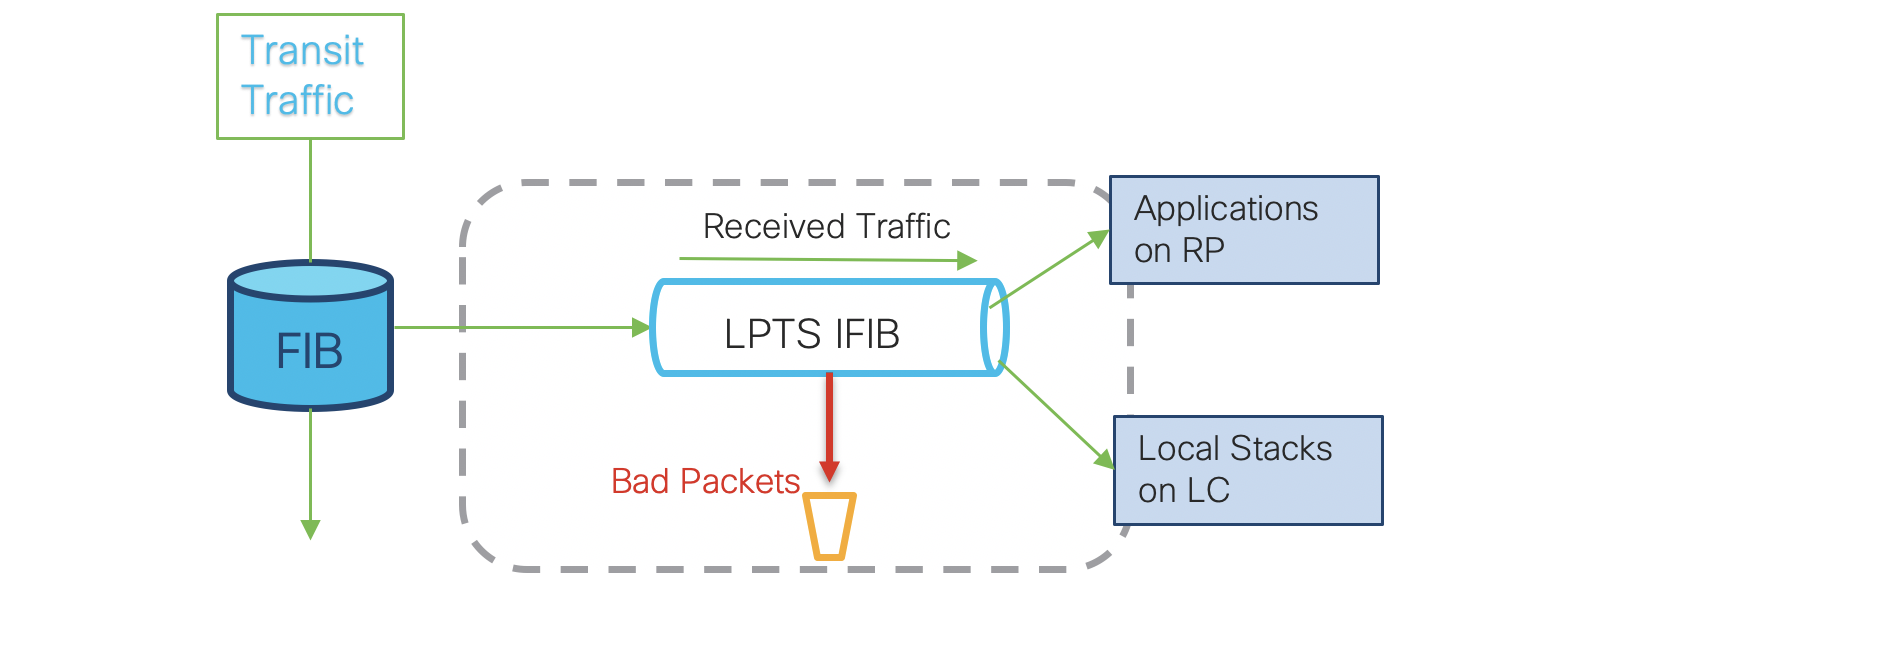 Transit
Traffic
Received Traffic
Applications
on RP
FIB
LPTS IFIB
Bad Packets
Local Stacks
on LC